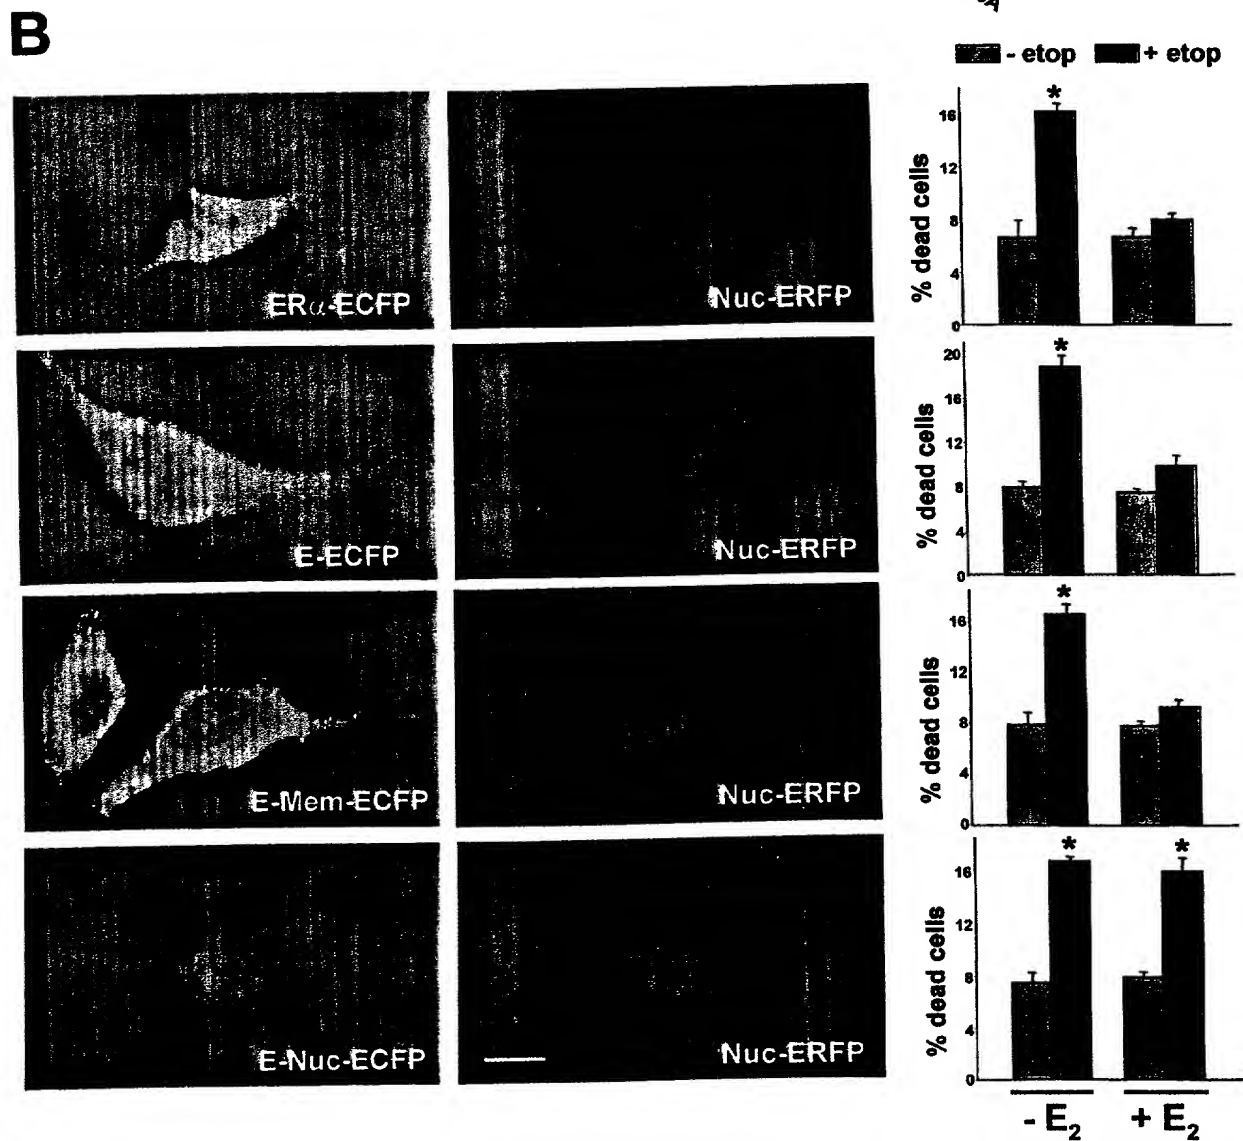 B
- etop + etop
ERα-ECFP
Nuc-ERFP
% dead cells
16
12
8
4
0
*
E-ECFP
Nuc-ERFP
% dead cells
20
16
12
8
4
0
*
E-Mem-ECFP
Nuc-ERFP
% dead cells
16
12
8
4
0
*
E-Nuc-ECFP
Nuc-ERFP
% dead cells
16
12
8
4
0
* *
- E₂ + E₂